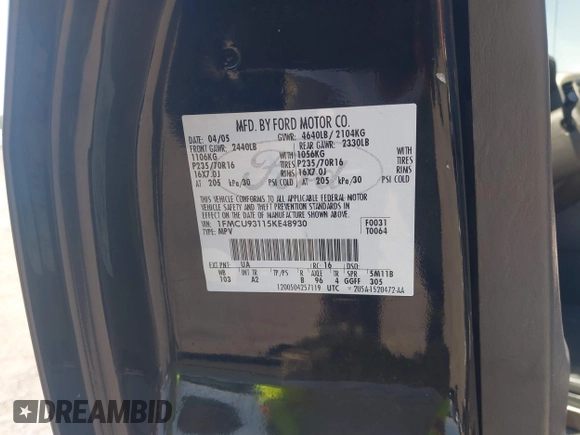 MFD. BY FORD MOTOR CO.
DATE: 04/05 GVWR: 4640LB/ 2104KG
FRONT GAWR: 2440LB REAR GAWR: 2330LB
1106KG WITH 1056KG WITH
P235/70R16 TIRES P235/70R16 TIRES
16X7.0J RIMS 16X7.0J RIMS
AT 205 kPa/30 PSI COLD AT 205 kPa/30 PSI COLD
THIS VEHICLE CONFORMS TO ALL APPLICABLE FEDERAL MOTOR
VEHICLE SAFETY AND THEFT PREVENTION STANDARDS IN
EFFECT ON THE DATE OF MANUFACTURE SHOWN ABOVE.
VIN: 1FMCU93115KE48930 F0031
TYPE: MPV T0064
EXT PNT: UA RC: 16 DSO:
WB INT TR TP/PS R AXLE TR SPR 5M11B
103 A2 B 96 4 GGFF 305
1200504257119 UTC
Ford
DREAMBID